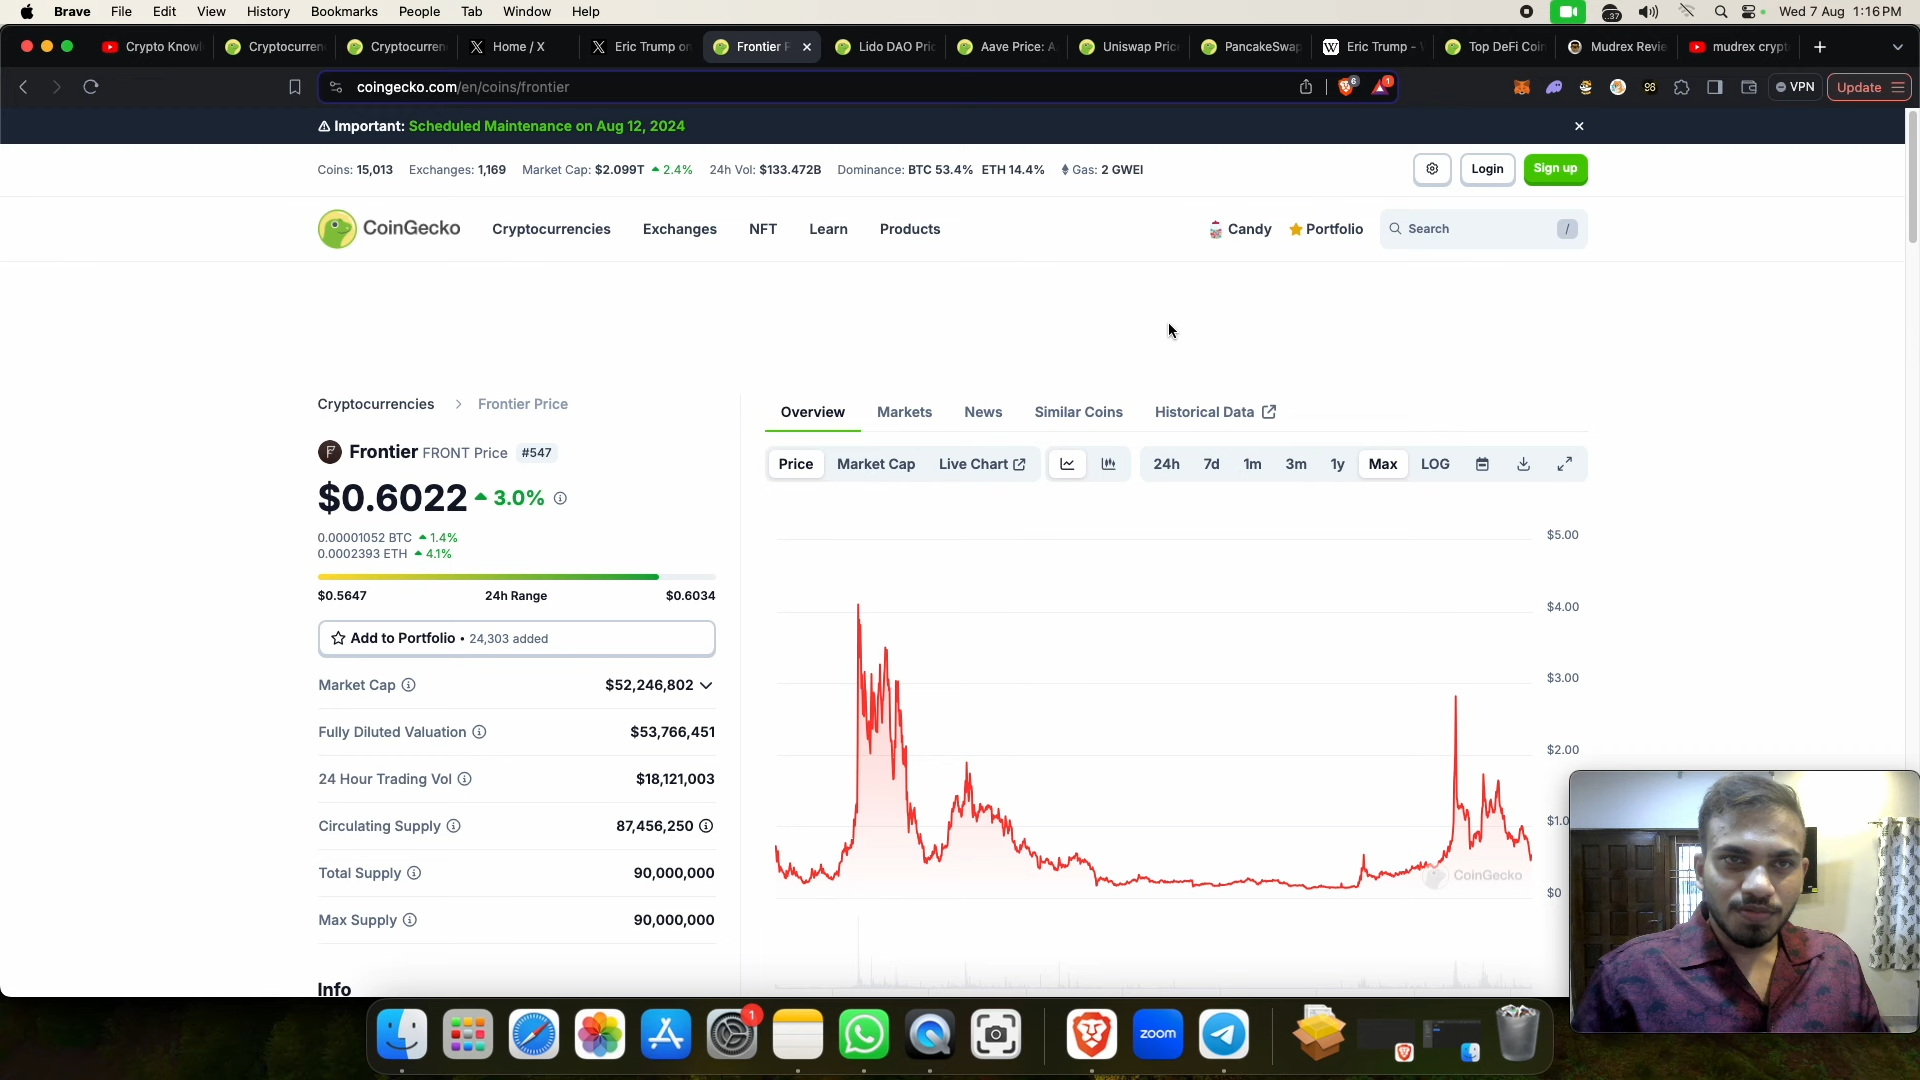 Brave File Edit View History Bookmarks People Tab Window Help
37
Wed 7 Aug 1:16 PM
Crypto Knowl
Cryptocurren
Cryptocurren
Home / X
Eric Trump on
Frontier P
Lido DAO Pric
Aave Price: A
Uniswap Pric
PancakeSwap
Eric Trump -
Top DeFi Coin
Mudrex Revie
mudrex crypt
coingecko.com/en/coins/frontier
6
1
VPN
Update
Important: Scheduled Maintenance on Aug 12, 2024
Coins: 15,013 Exchanges: 1,169 Market Cap: $2.099T 2.4% 24h Vol: $133.472B Dominance: BTC 53.4% ETH 14.4% Gas: 2 GWEI
Login
Sign up
CoinGecko
Cryptocurrencies Exchanges NFT Learn Products
Candy Portfolio
Search /
Cryptocurrencies > Frontier Price
Frontier FRONT Price #547
$0.6022 3.0%
0.00001052 BTC 1.4%
0.0002393 ETH 4.1%
$0.5647 24h Range $0.6034
Add to Portfolio • 24,303 added
Market Cap $52,246,802
Fully Diluted Valuation $53,766,451
24 Hour Trading Vol $18,121,003
Circulating Supply 87,456,250
Total Supply 90,000,000
Max Supply 90,000,000
Info
Overview Markets News Similar Coins Historical Data
Price Market Cap Live Chart
24h 7d 1m 3m 1y Max LOG
$5.00
$4.00
$3.00
$2.00
$1.0
$0
CoinGecko
1
zoom